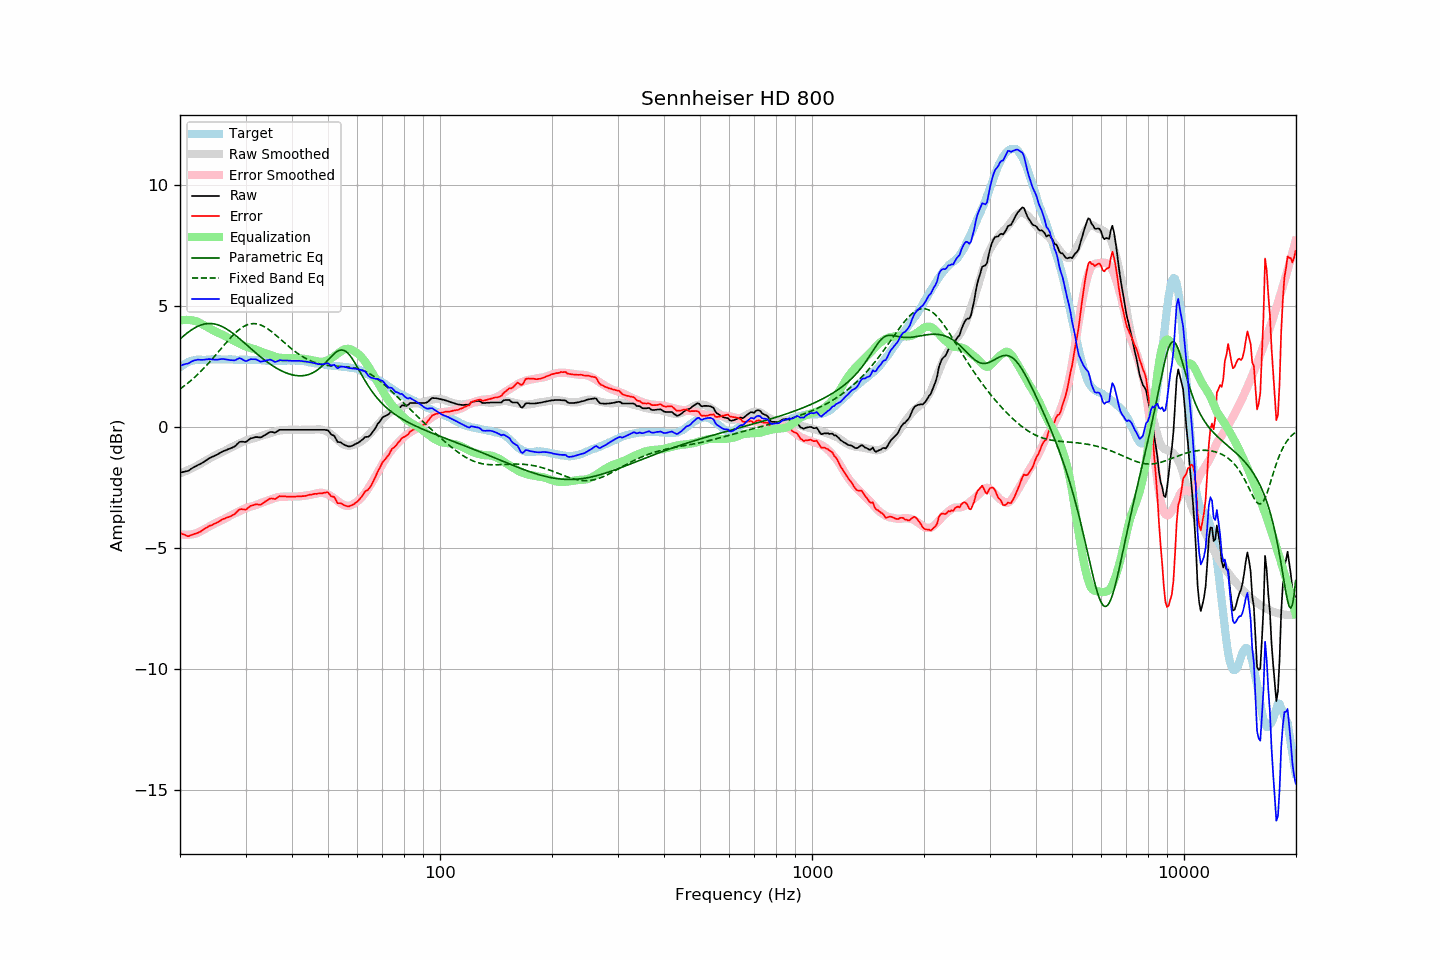 Sennheiser HD 800
Target
Raw Smoothed
Error Smoothed
Raw
Error
Equalization
Parametric Eq
Fixed Band Eq
Equalized
10
5
0
−5
−10
−15
Amplitude (dBr)
100
1000
10000
Frequency (Hz)